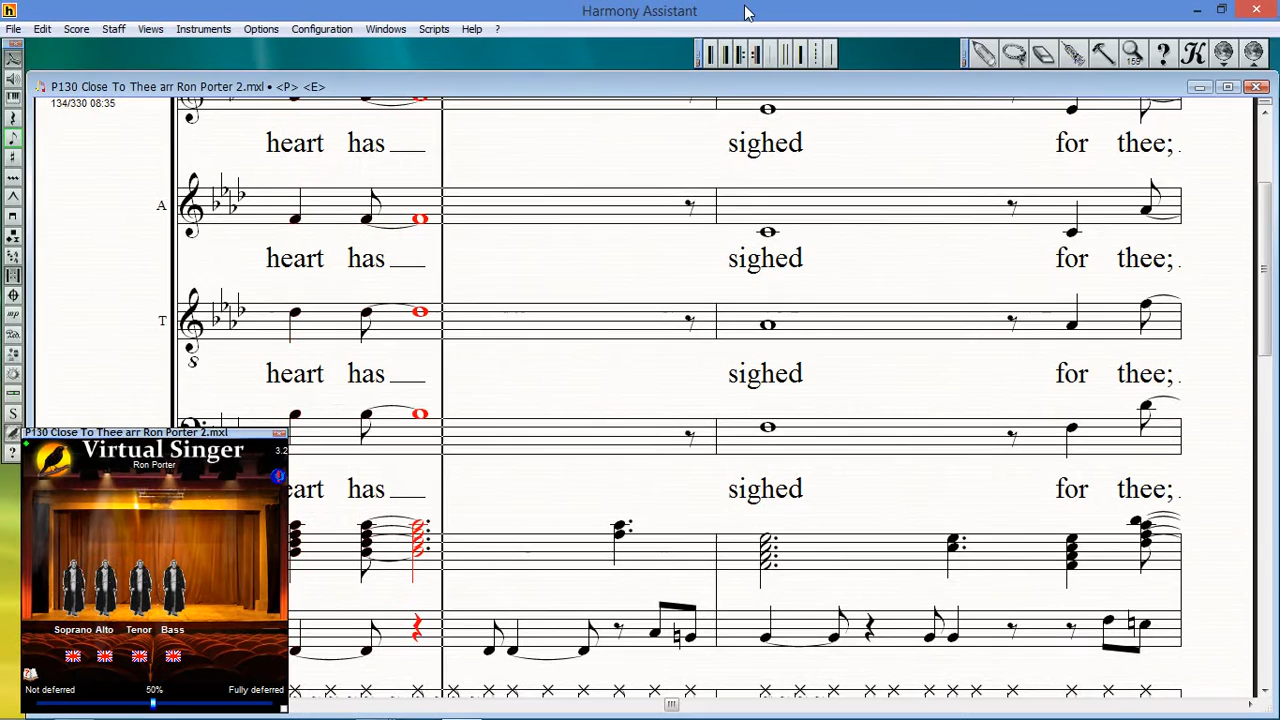 Harmony Assistant
File Edit Score Staff Views Instruments Options Configuration Windows Scripts Help ?
P130 Close To Thee arr Ron Porter 2.mxl • <P> <E>
134/330 08:35
heart has sighed for thee;
A
heart has sighed for thee;
T
8
heart has sighed for thee;
P130 Close To Thee arr Ron Porter 2.mxl
Virtual Singer 3.2
Ron Porter
eart has sighed for thee;
Soprano Alto Tenor Bass
Not deferred 50% Fully deferred